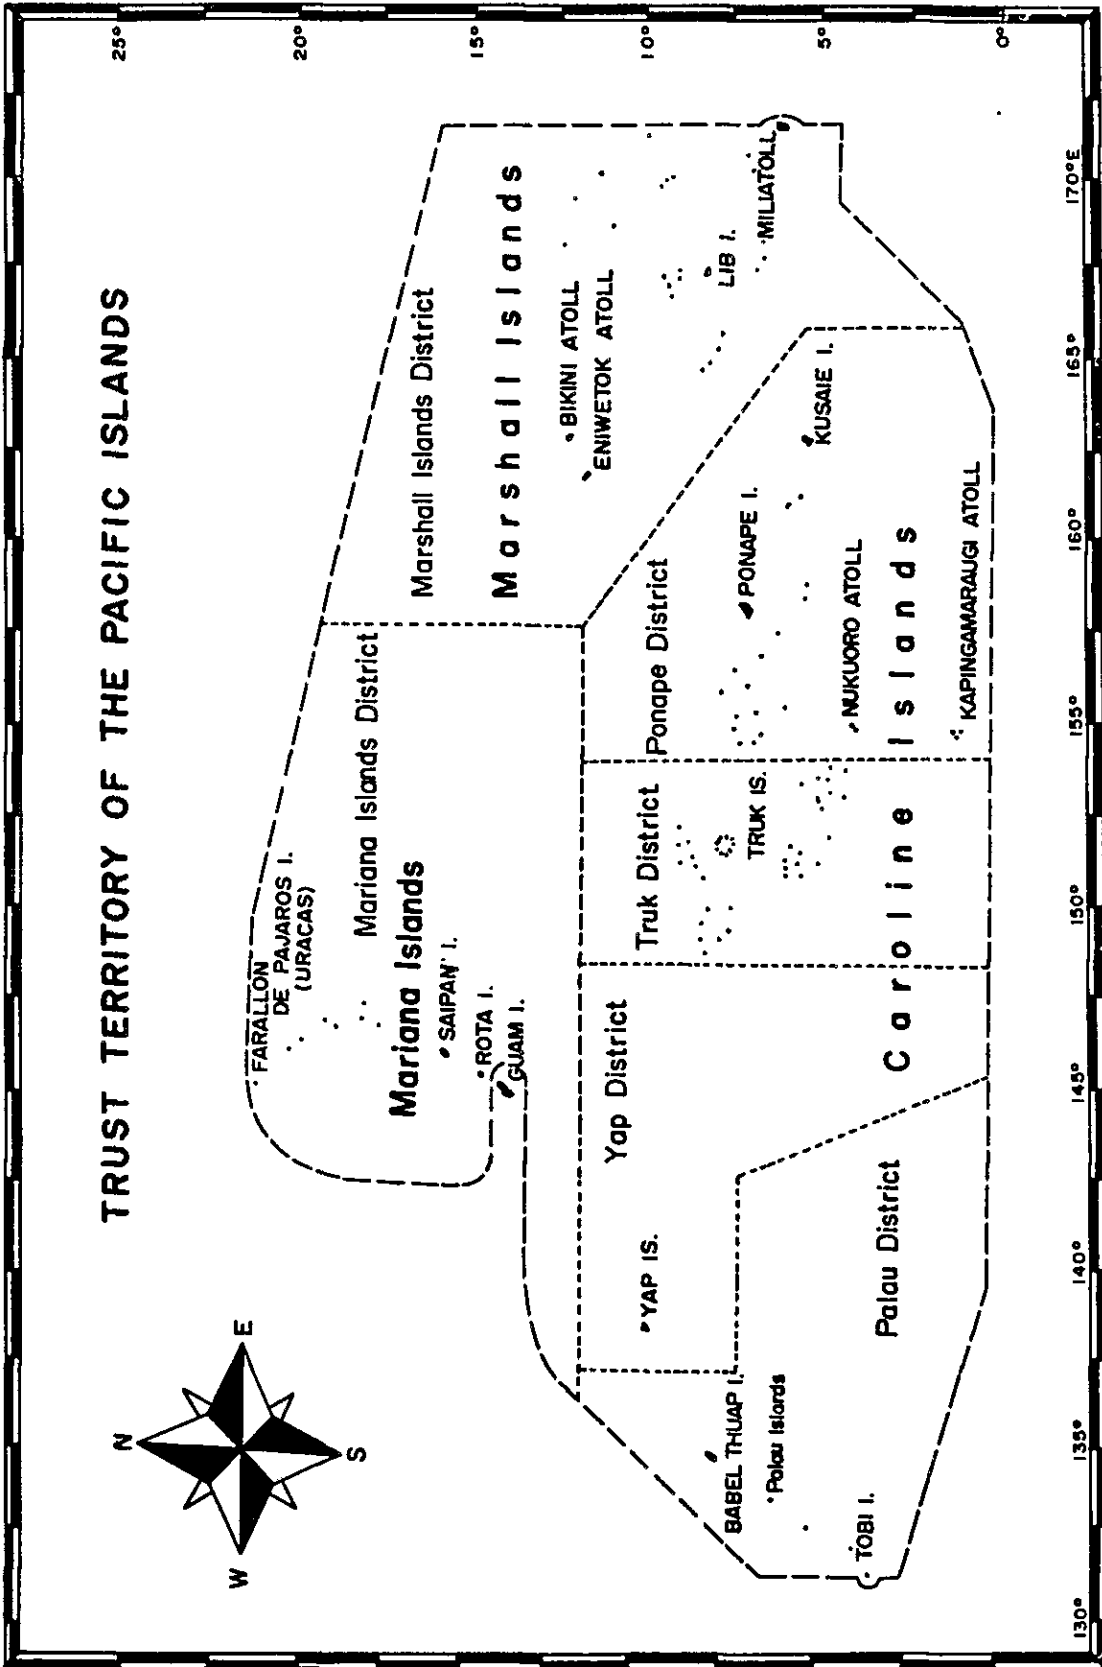 TRUST TERRITORY OF THE PACIFIC ISLANDS
N
W
E
S
25°
20°
15°
10°
5°
0°
FARALLON
DE PAJAROS I.
(URACAS)
Mariana Islands District
Mariana Islands
SAIPAN I.
ROTA I.
GUAM I.
Marshall Islands District
Marshall Islands
BIKINI ATOLL
ENIWETOK ATOLL
LIB I.
MILIATOLL
Yap District
YAP IS.
Truk District
TRUK IS.
Ponape District
PONAPE I.
KUSAIE I.
NUKUORO ATOLL
KAPINGAMARAUGI ATOLL
Caroline Islands
BABEL THUAP I.
Palau Islands
Palau District
TOBI I.
130°
135°
140°
145°
150°
155°
160°
165°
170°E